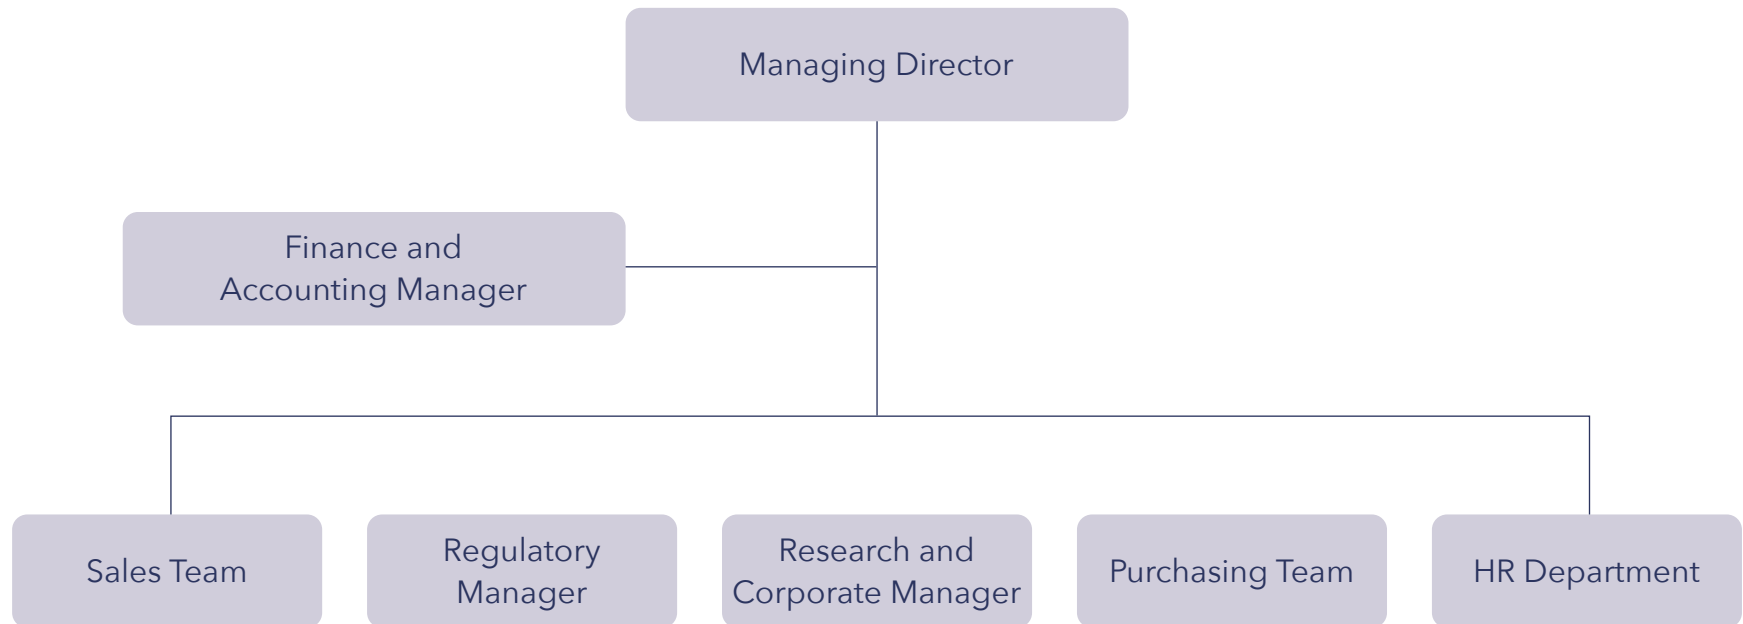 Managing Director
Finance and
Accounting Manager
Sales Team
Regulatory
Manager
Research and
Corporate Manager
Purchasing Team
HR Department